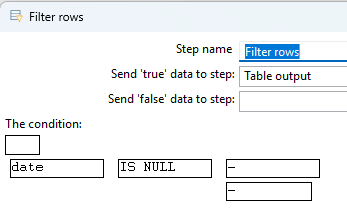 Filter rows
Step name Filter rows
Send 'true' data to step: Table output
Send 'false' data to step:
The condition:
date IS NULL –
–